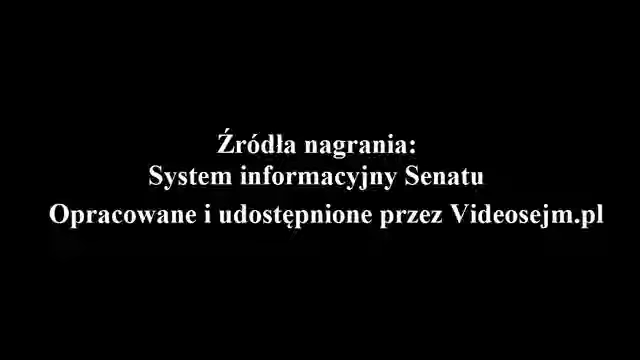 Źródła nagrania:
System informacyjny Senatu
Opracowane i udostępnione przez Videosejm.pl